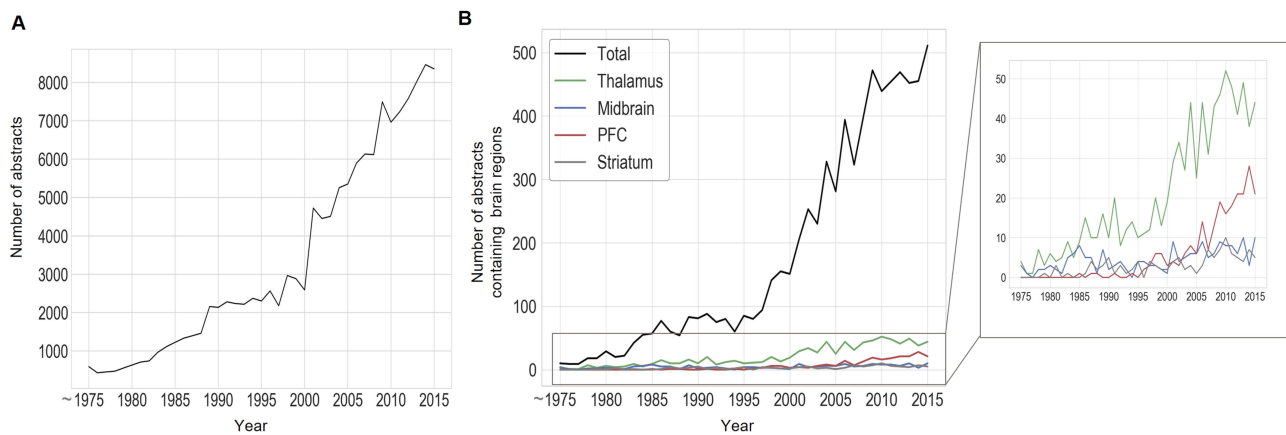 A
8000
7000
6000
5000
4000
3000
2000
1000
Number of abstracts
~1975 1980 1985 1990 1995 2000 2005 2010 2015
Year
B
500
400
300
200
100
0
Number of abstracts
containing brain regions
Total
Thalamus
Midbrain
PFC
Striatum
~1975 1980 1985 1990 1995 2000 2005 2010 2015
Year
50
40
30
20
10
0
1975 1980 1985 1990 1995 2000 2005 2010 2015